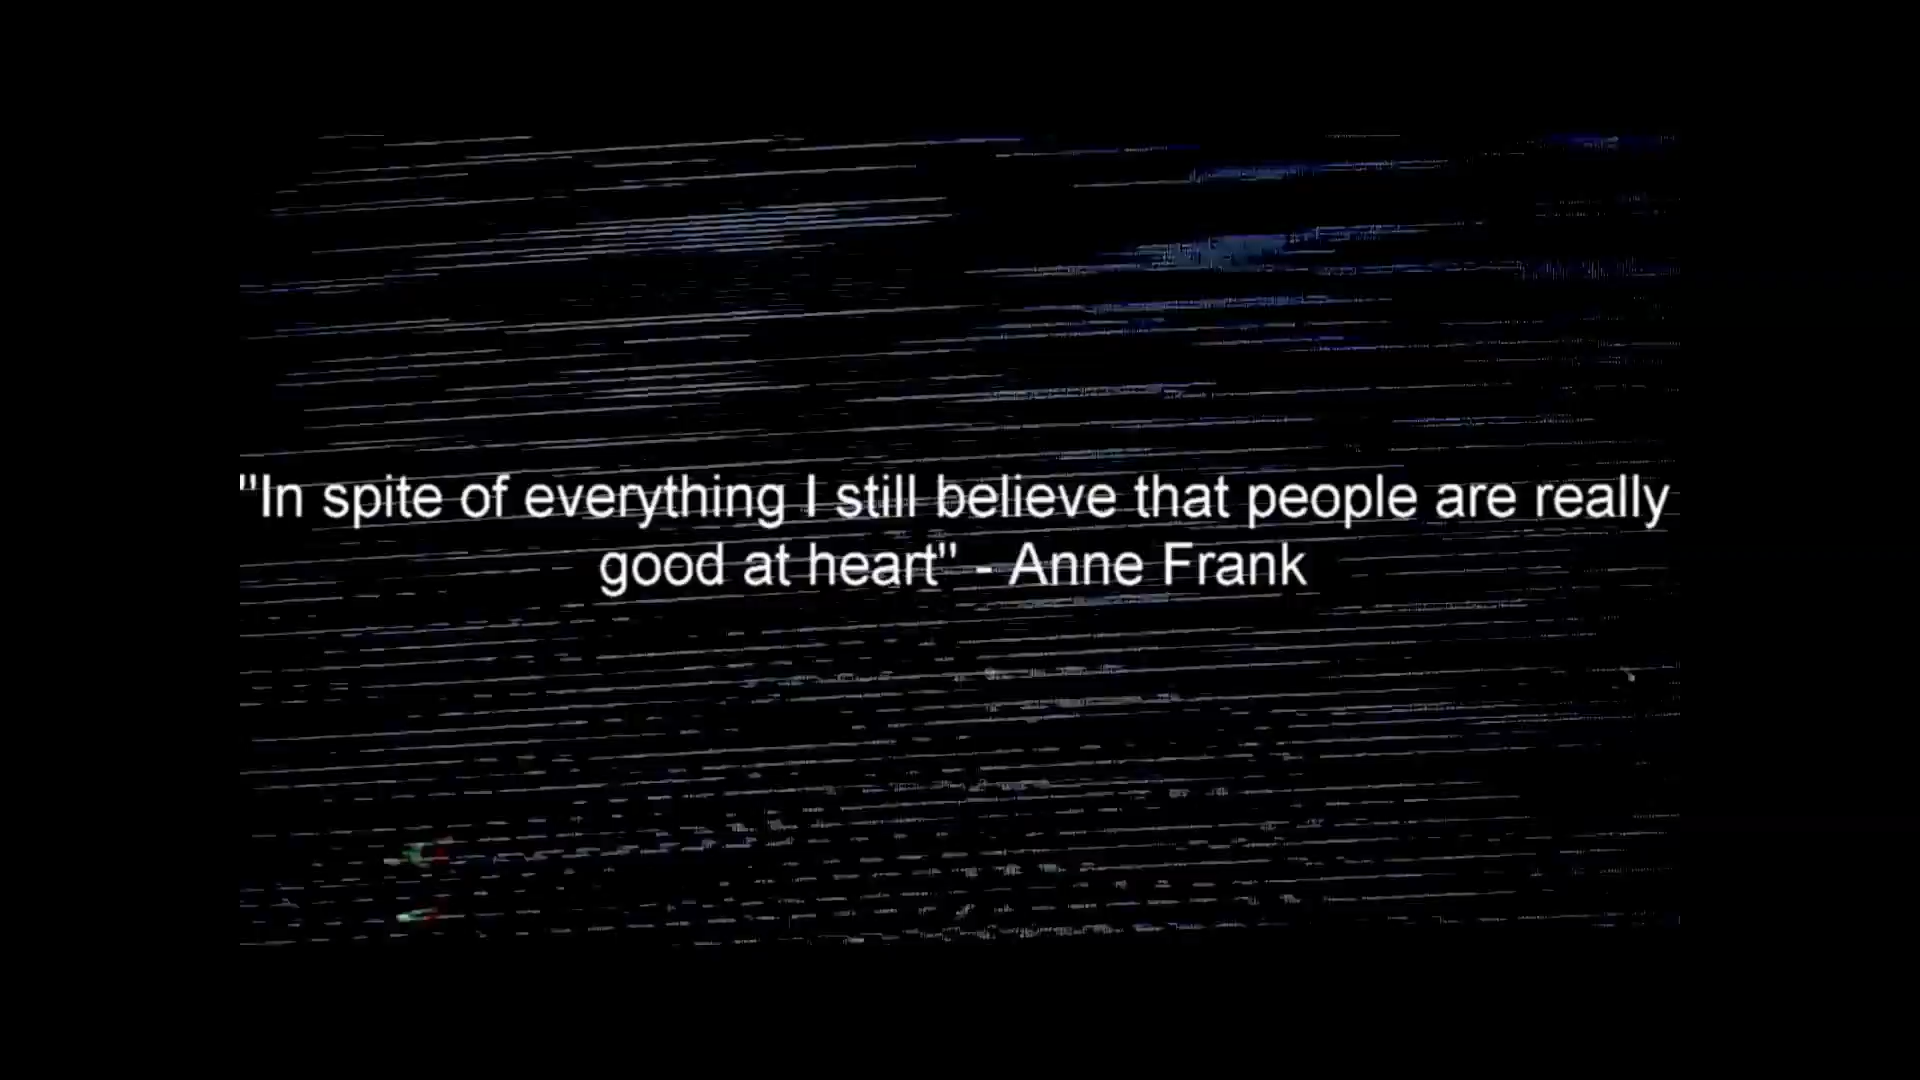 "In spite of everything I still believe that people are really
good at heart" - Anne Frank